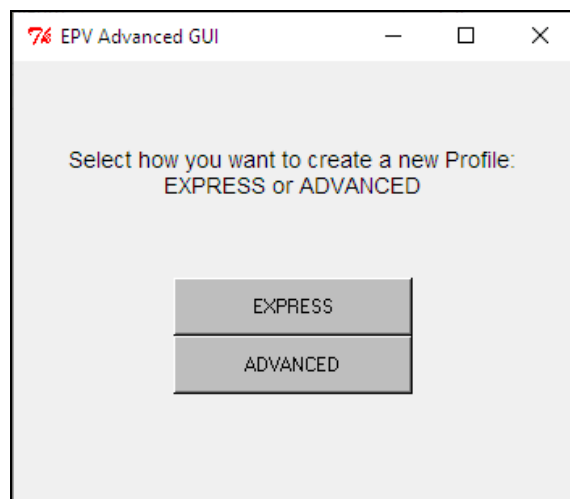 EPV Advanced GUI
Select how you want to create a new Profile:
EXPRESS or ADVANCED
EXPRESS
ADVANCED